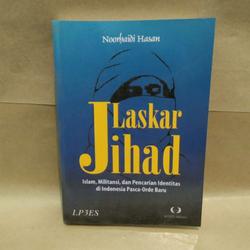 Noorhaidi Hasan
Laskar
Jihad
Islam, Militansi, dan Pencarian Identitas
di Indonesia Pasca-Orde Baru
LP3ES